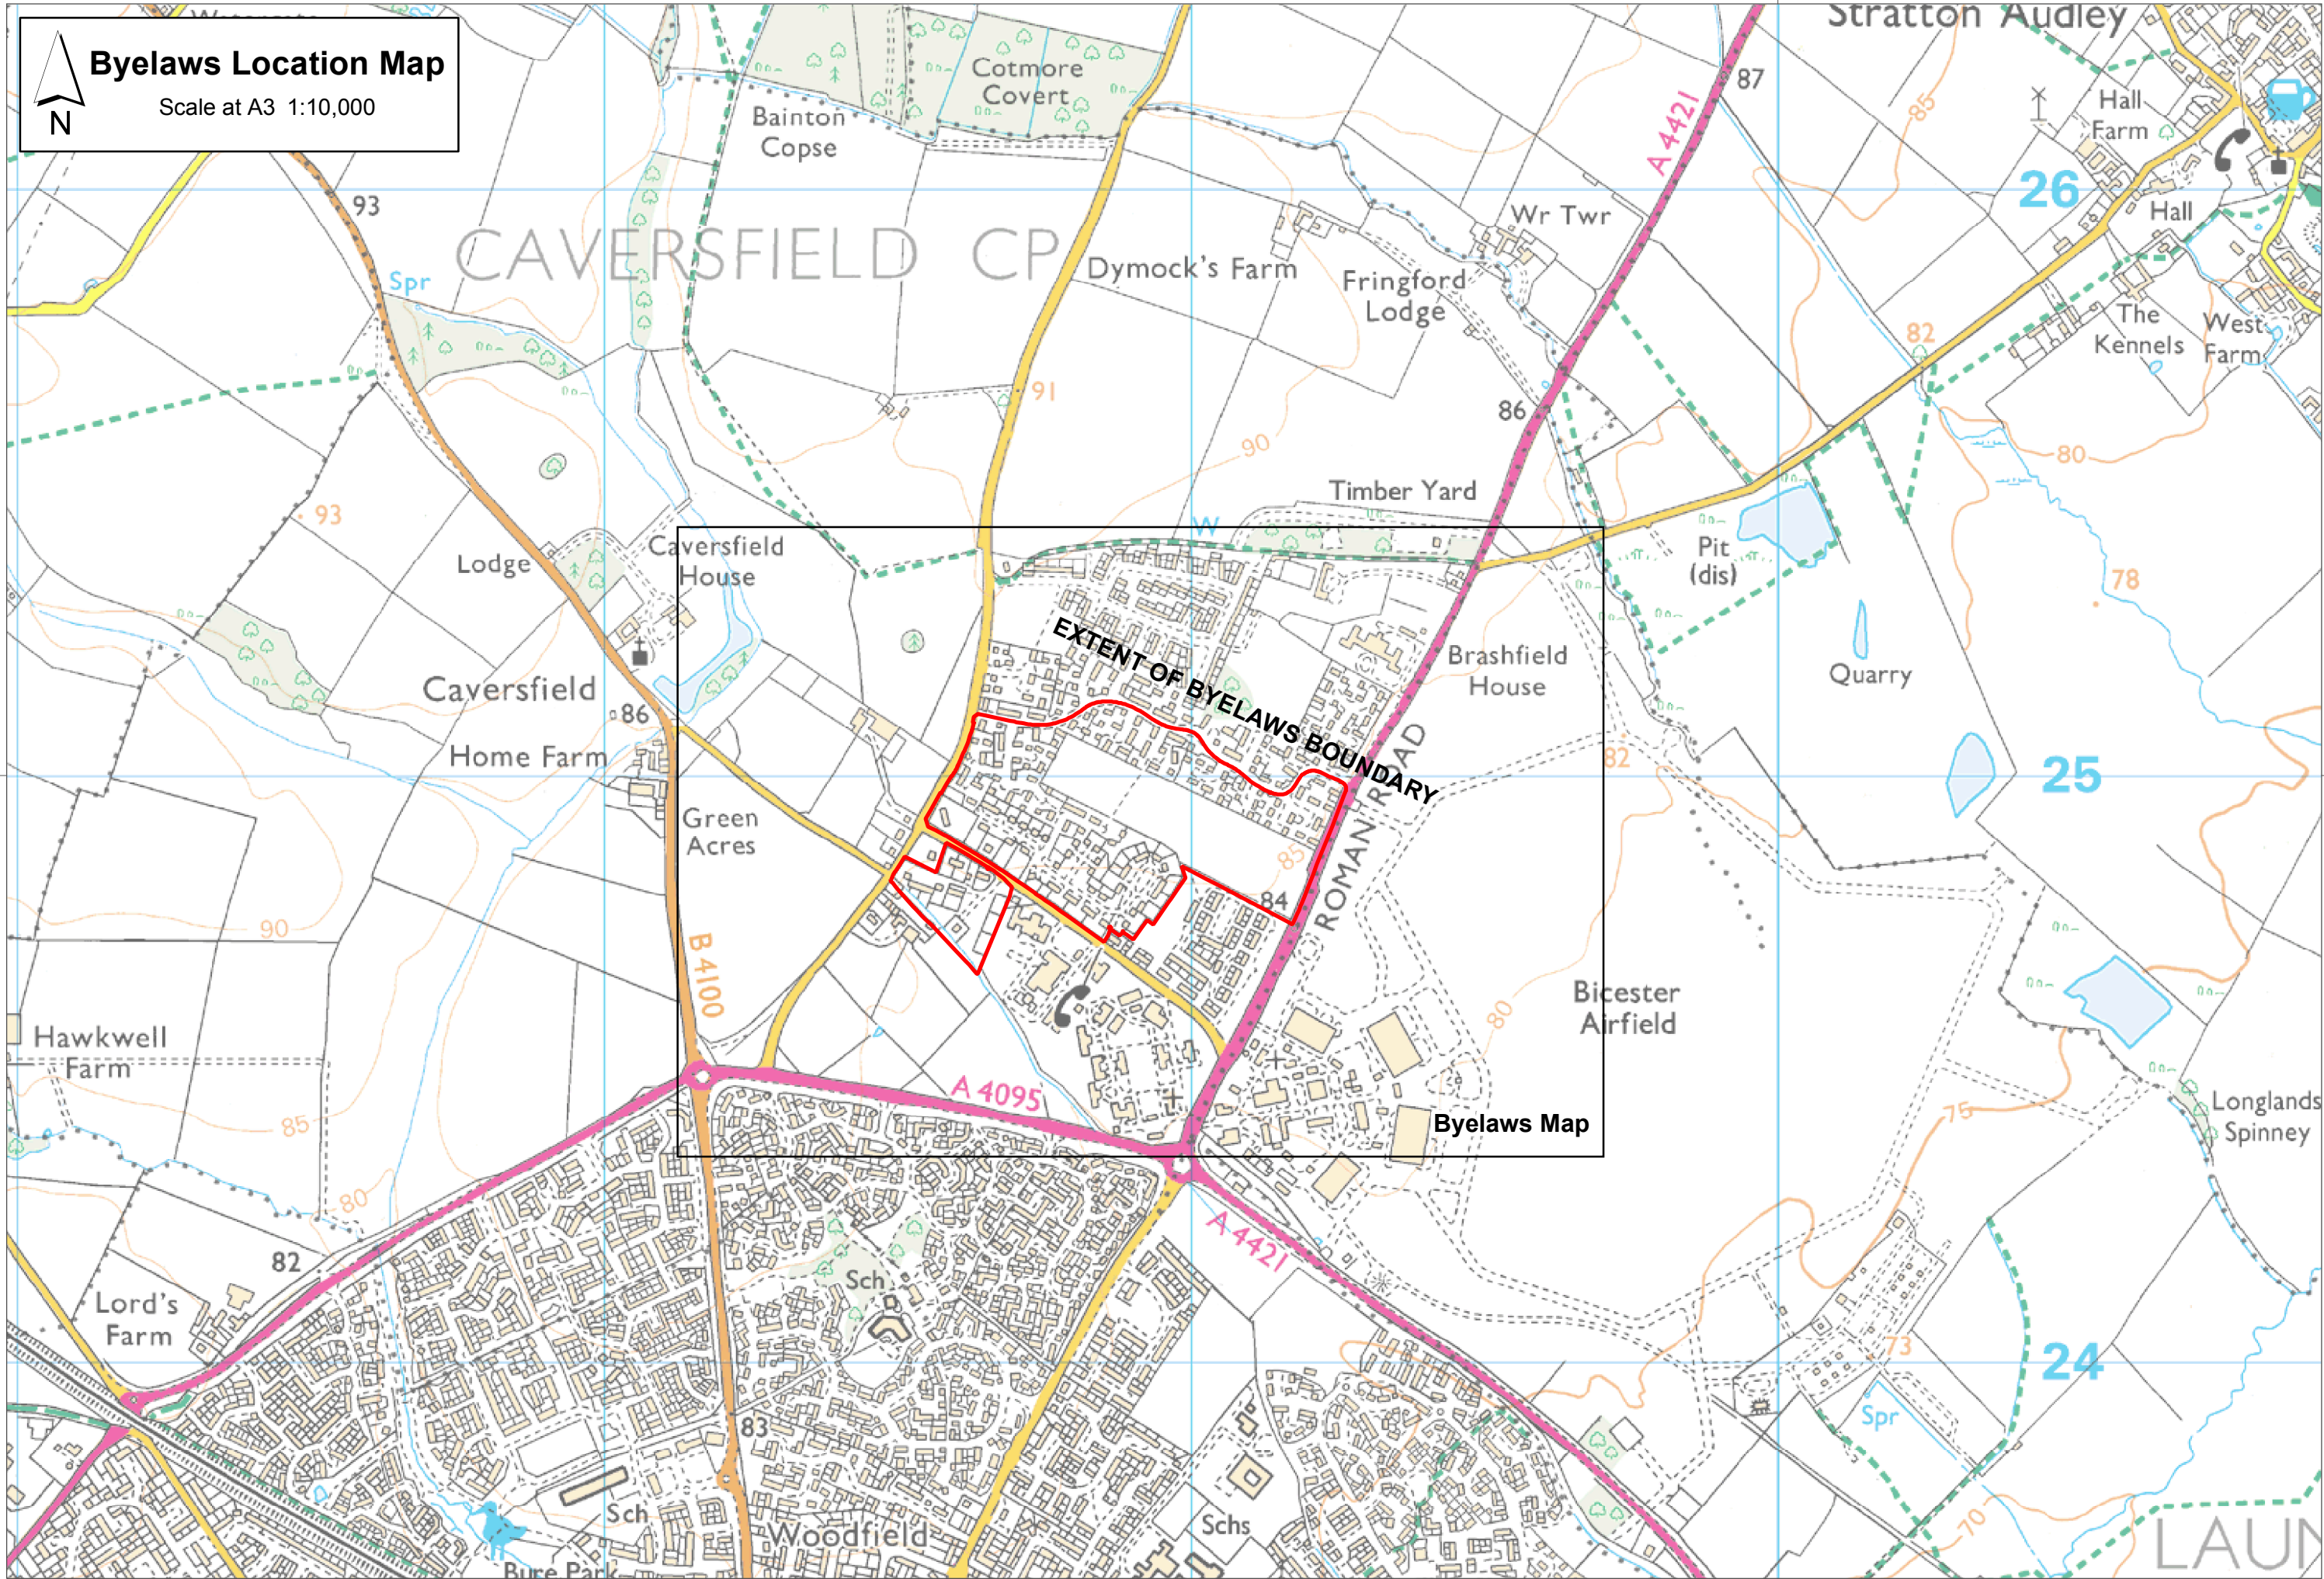 Byelaws Location Map
Scale at A3 1:10,000
N
Stratton Audley
Cotmore
Covert
Bainton
Copse
87
A 4421
85
Hall
Farm
93
26
Hall
Wr Twr
CAVERSFIELD CP
Dymock's Farm
Spr
Fringford
Lodge
The
Kennels
West
Farm
82
91
86
90
80
93
Timber Yard
W
Lodge
Caversfield
House
Pit
(dis)
78
EXTENT OF BYELAWS BOUNDARY
Brashfield
House
Quarry
Caversfield
86
Home Farm
82
25
ROMAN ROAD
Green
Acres
85
84
90
B 4100
Bicester
Airfield
80
Hawkwell
Farm
A 4095
75
Longlands
Spinney
85
Byelaws Map
80
A 4421
82
Sch
Lord's
Farm
73
24
Spr
83
Sch
Woodfield
Schs
70
Bure Park
LAUN